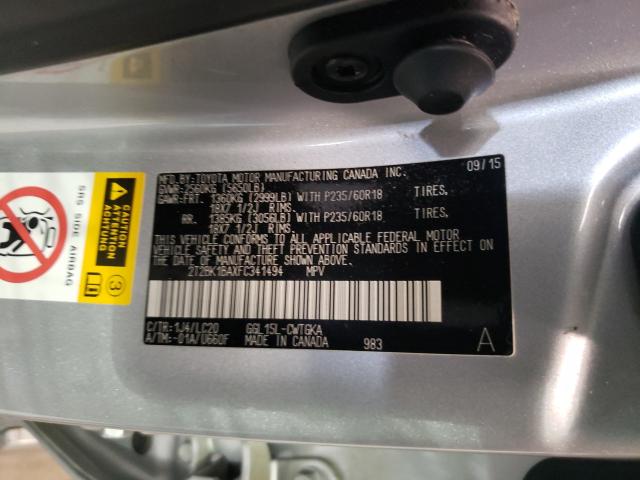 MFD.BY: TOYOTA MOTOR MANUFACTURING CANADA INC. 09/15
GVWR:2560KG (5650LB)
GAWR:FRT. 1360KG (2999LB) WITH P235/60R18 TIRES.
18X7 1/2J RIMS.
RR. 1385KG (3056LB) WITH P235/60R18 TIRES.
18X7 1/2J RIMS.
THIS VEHICLE CONFORMS TO ALL APPLICABLE FEDERAL MOTOR
VEHICLE SAFETY AND THEFT PREVENTION STANDARDS IN EFFECT ON
THE DATE OF MANUFACTURE SHOWN ABOVE.
2T2BK1BAXFC341494 MPV
C/TR:1J4/LC20 GGL15L-CWTGKA
A/TM:-01A/U660F MADE IN CANADA 983 A
SRS SIDE AIRBAG
CAUTION
ATTENTION
3